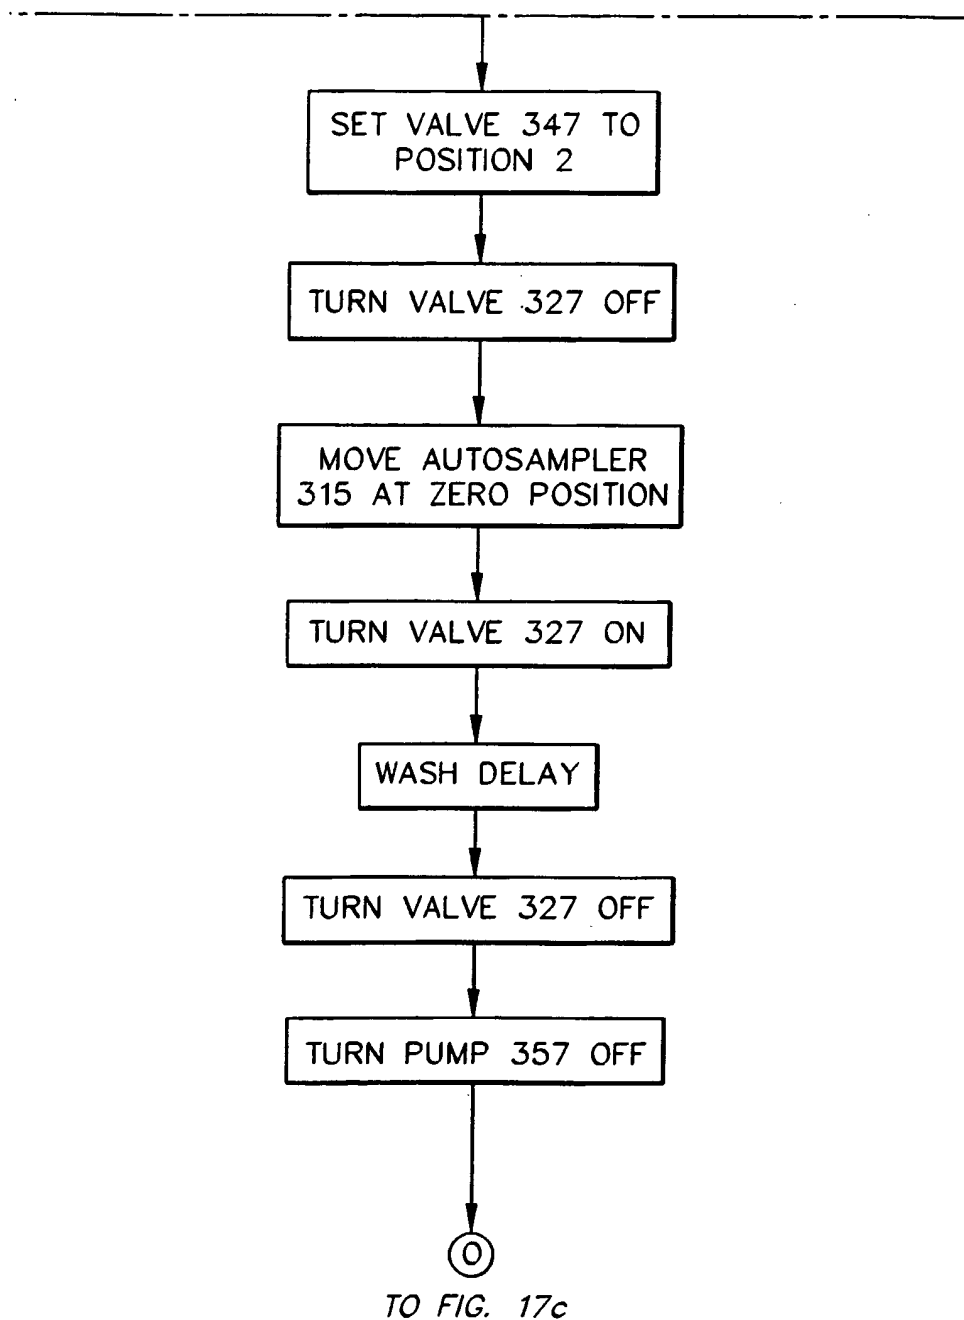 SET VALVE 347 TO
POSITION 2
TURN VALVE 327 OFF
MOVE AUTOSAMPLER
315 AT ZERO POSITION
TURN VALVE 327 ON
WASH DELAY
TURN VALVE 327 OFF
TURN PUMP 357 OFF
O
TO FIG. 17c